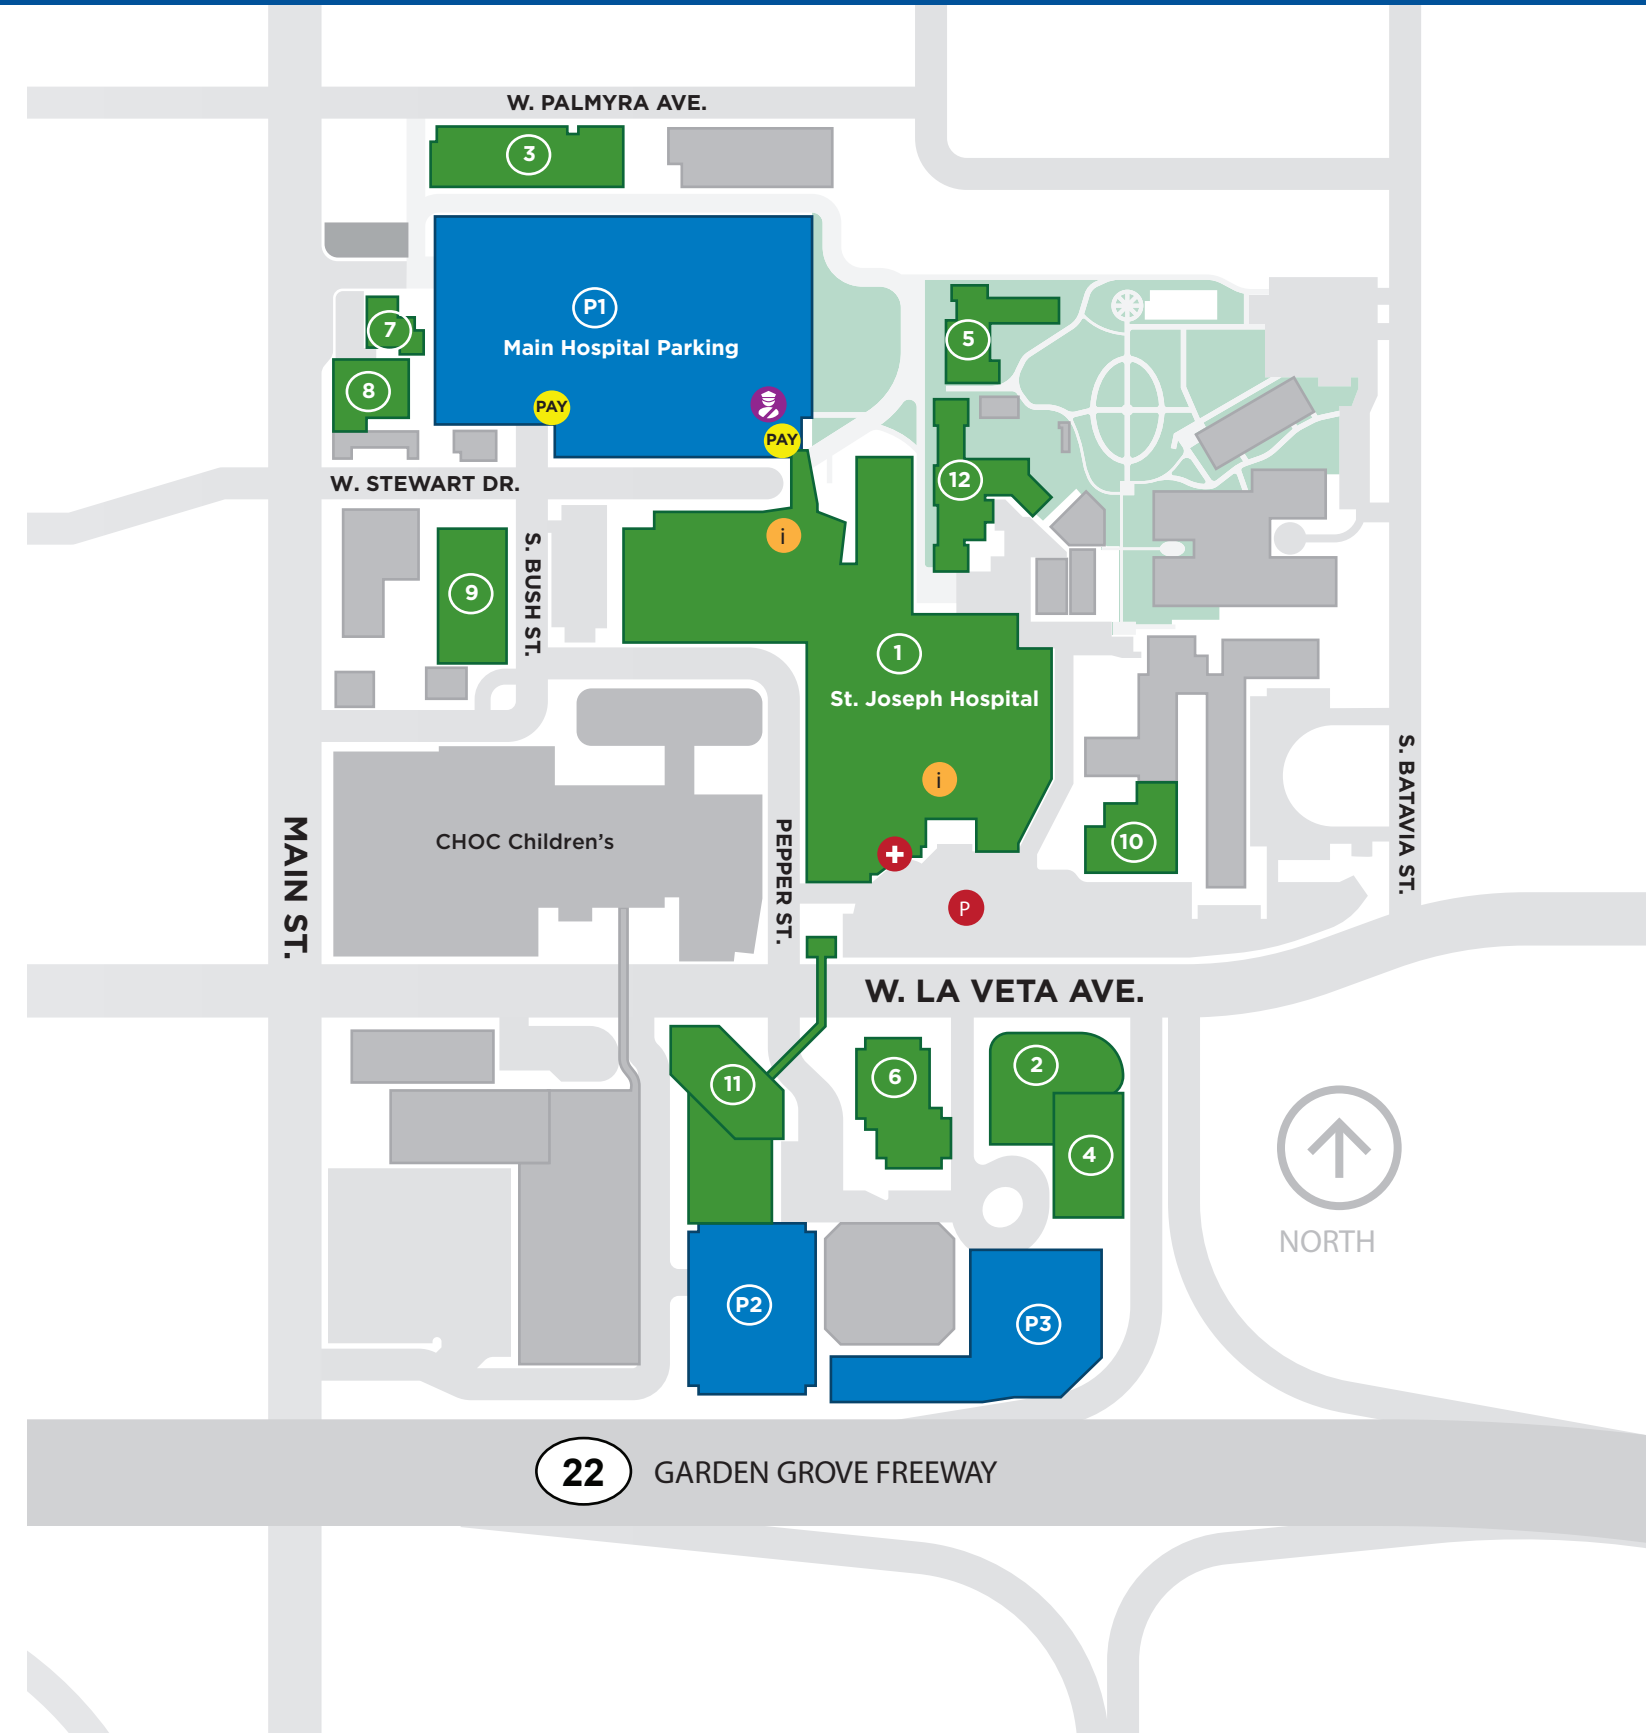 W. PALMYRA AVE.
3
P1
Main Hospital Parking
7
5
8
PAY
PAY
12
W. STEWART DR.
i
S. BUSH ST.
9
1
St. Joseph Hospital
i
S. BATAVIA ST.
MAIN ST.
CHOC Children's
PEPPER ST.
10
P
W. LA VETA AVE.
2
6
11
4
NORTH
P2
P3
22 GARDEN GROVE FREEWAY